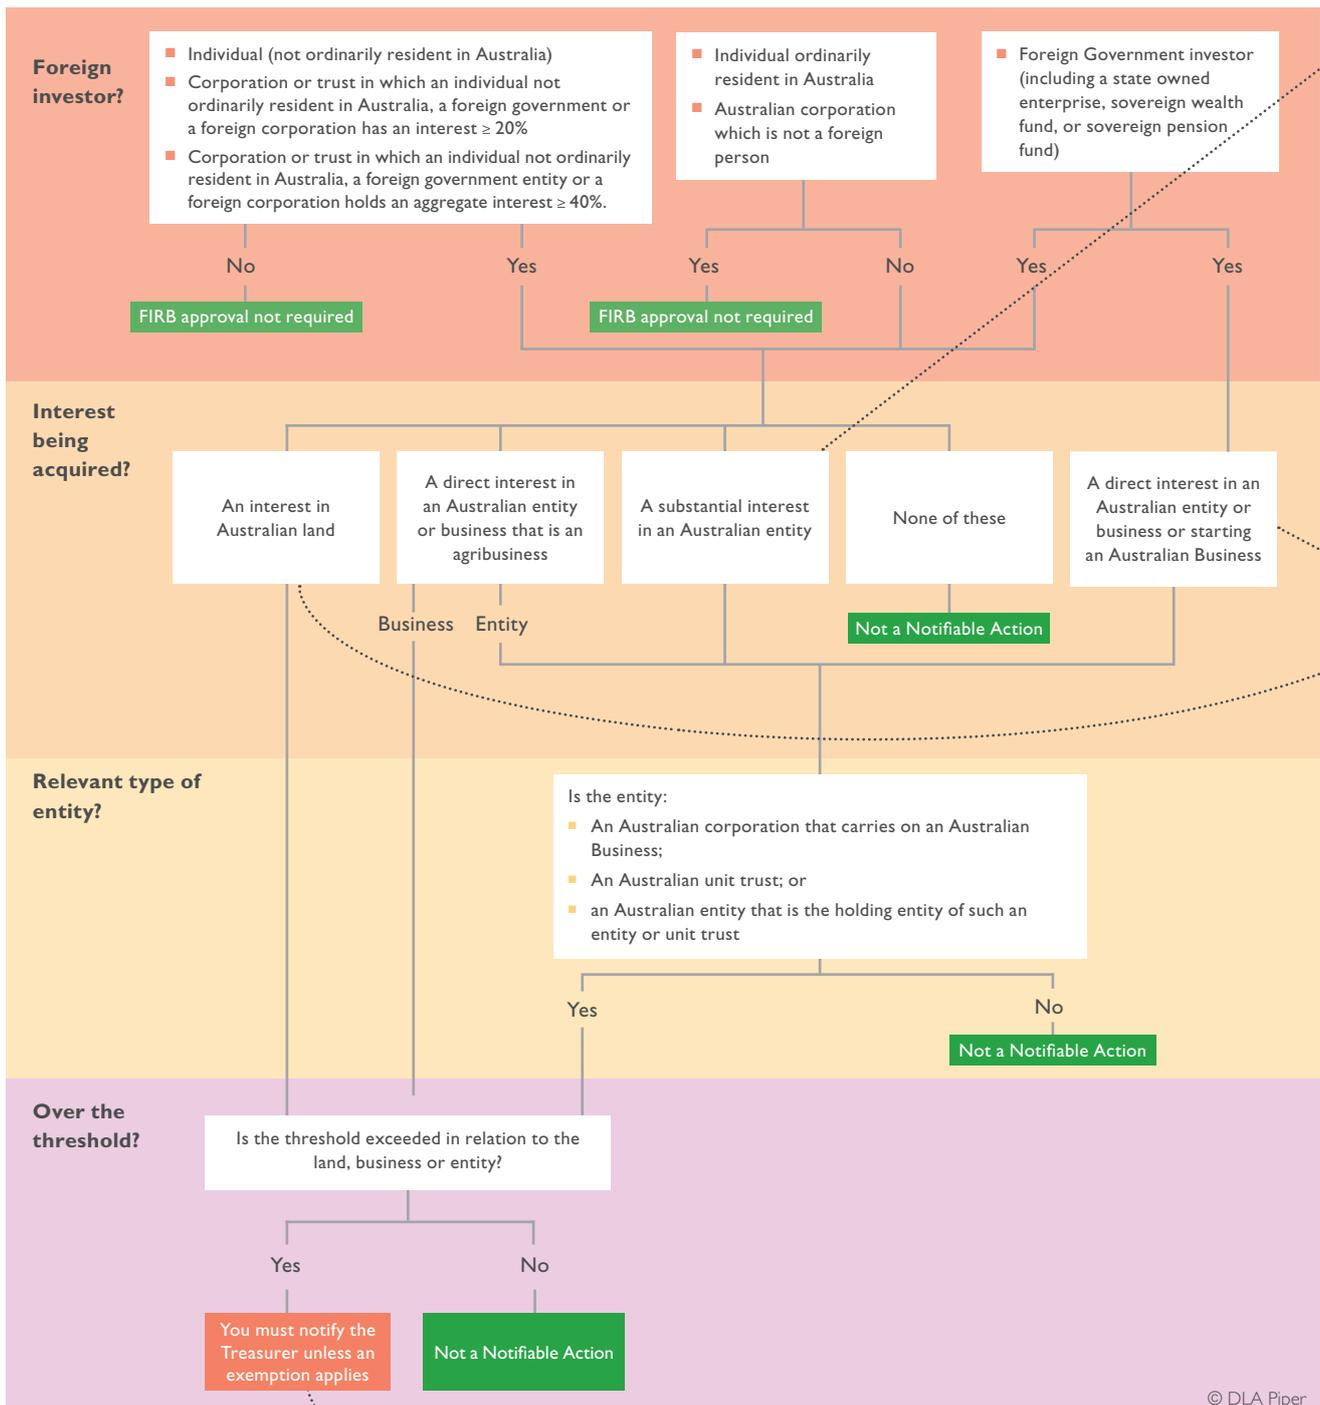 Foreign
investor?
■ Individual (not ordinarily resident in Australia)
■ Corporation or trust in which an individual not
ordinarily resident in Australia, a foreign government or
a foreign corporation has an interest ≥ 20%
■ Corporation or trust in which an individual not ordinarily
resident in Australia, a foreign government entity or a
foreign corporation holds an aggregate interest ≥ 40%.
■ Individual ordinarily
resident in Australia
■ Australian corporation
which is not a foreign
person
■ Foreign Government investor
(including a state owned
enterprise, sovereign wealth
fund, or sovereign pension
fund)
No
Yes
Yes
No
Yes
Yes
FIRB approval not required
FIRB approval not required
Interest
being
acquired?
An interest in
Australian land
A direct interest in
an Australian entity
or business that is an
agribusiness
A substantial interest
in an Australian entity
None of these
A direct interest in an
Australian entity or
business or starting
an Australian Business
Business
Entity
Not a Notifiable Action
Relevant type of
entity?
Is the entity:
■ An Australian corporation that carries on an Australian
Business;
■ An Australian unit trust; or
■ an Australian entity that is the holding entity of such an
entity or unit trust
Yes
No
Not a Notifiable Action
Over the
threshold?
Is the threshold exceeded in relation to the
land, business or entity?
Yes
No
You must notify the
Treasurer unless an
exemption applies
Not a Notifiable Action
© DLA Piper